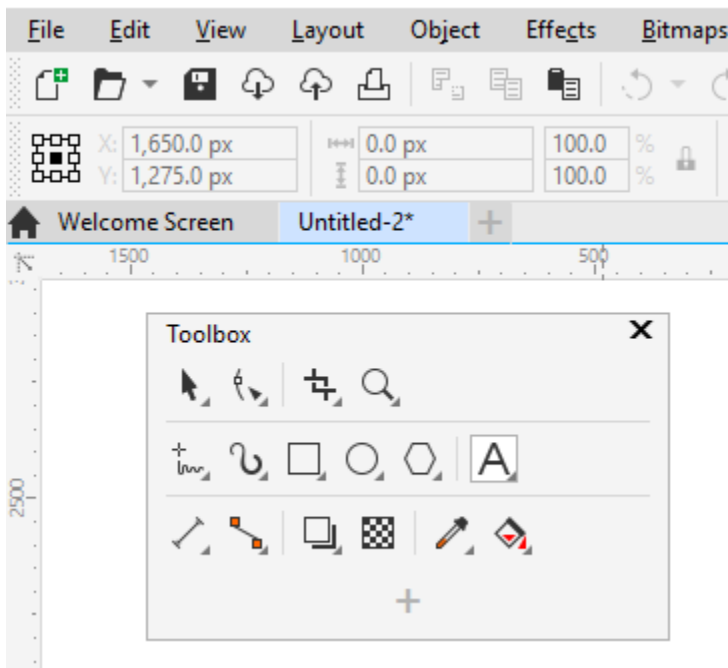 File Edit View Layout Object Effects Bitmaps
X: 1,650.0 px 0.0 px 100.0 %
Y: 1,275.0 px 0.0 px 100.0 %
Welcome Screen Untitled-2*
1500 1000 500
Toolbox
2500